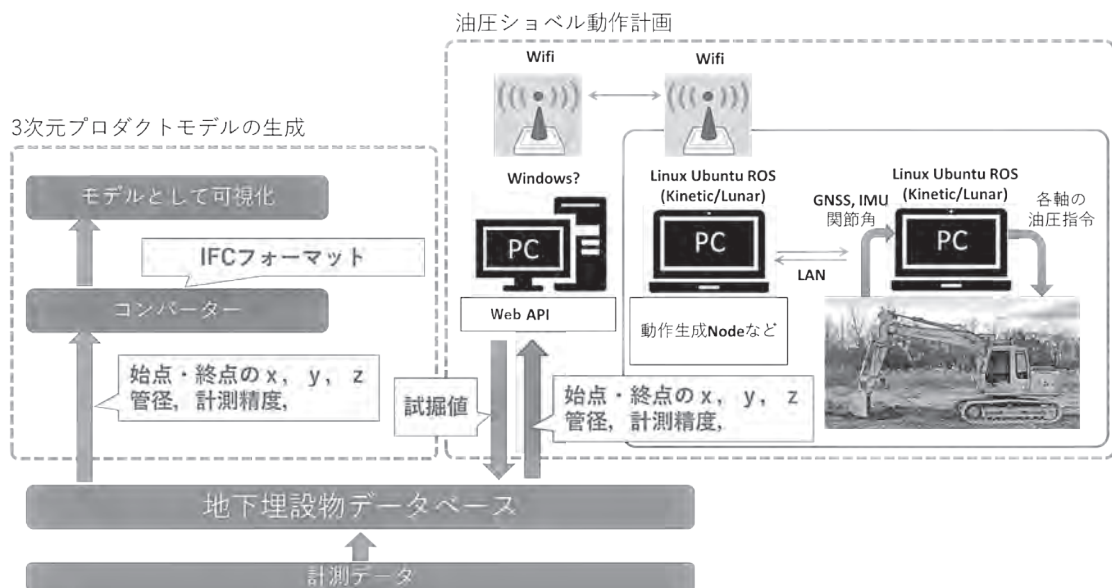 油圧ショベル動作計画
Wifi
Wifi
3次元プロダクトモデルの生成
モデルとして可視化
IFCフォーマット
コンバーター
始点・終点の x， y， z
管径，計測精度，
Windows?
PC
Web API
Linux Ubuntu ROS
(Kinetic/Lunar)
PC
動作生成Nodeなど
LAN
GNSS, IMU
関節角
Linux Ubuntu ROS
(Kinetic/Lunar)
PC
各軸の
油圧指令
試掘値
始点・終点の x， y， z
管径，計測精度，
地下埋設物データベース
計測データ